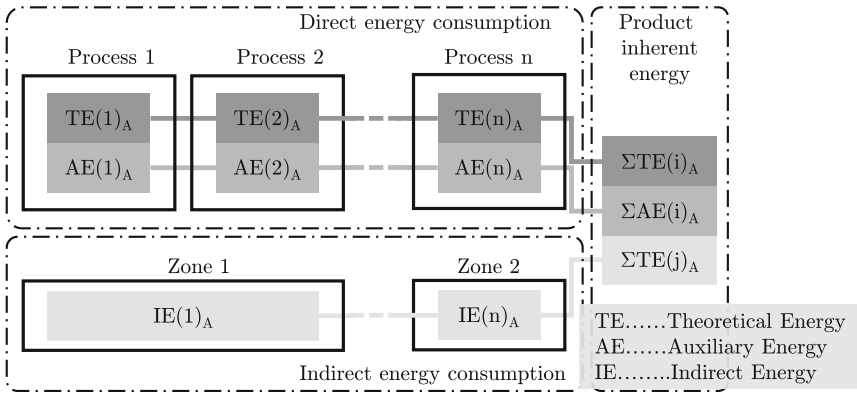 Direct energy consumption
Product
inherent
energy
Process 1
Process 2
Process n
TE(1)A
TE(2)A
TE(n)A
AE(1)A
AE(2)A
AE(n)A
ΣTE(i)A
ΣAE(i)A
ΣTE(j)A
Zone 1
Zone 2
IE(1)A
IE(n)A
Indirect energy consumption
TE......Theoretical Energy
AE......Auxiliary Energy
IE........Indirect Energy